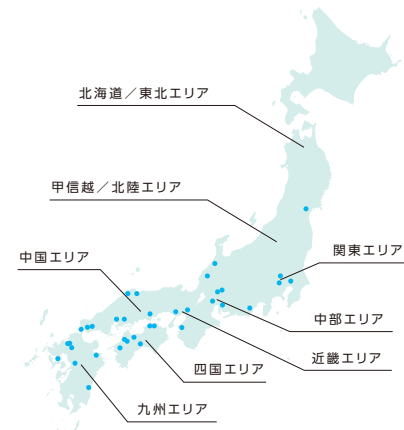 北海道／東北エリア
甲信越／北陸エリア
関東エリア
中国エリア
中部エリア
近畿エリア
四国エリア
九州エリア